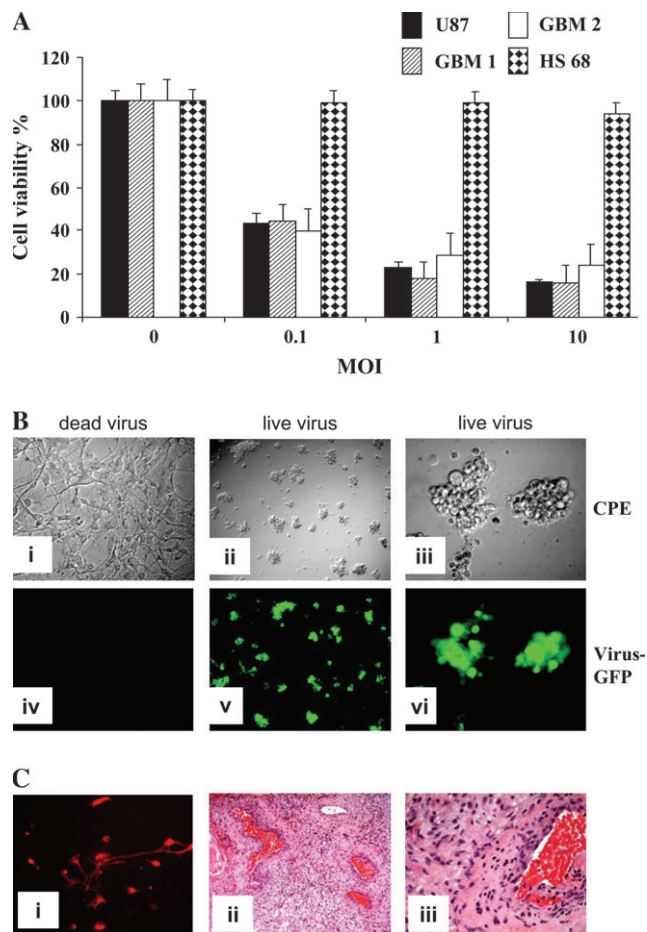 A
U87
GBM 2
GBM 1
HS 68
Cell viability %
120
100
80
60
40
20
0
0
0.1
1
10
MOI
B
dead virus
live virus
live virus
i
ii
iii
CPE
iv
v
vi
Virus-
GFP
C
i
ii
iii